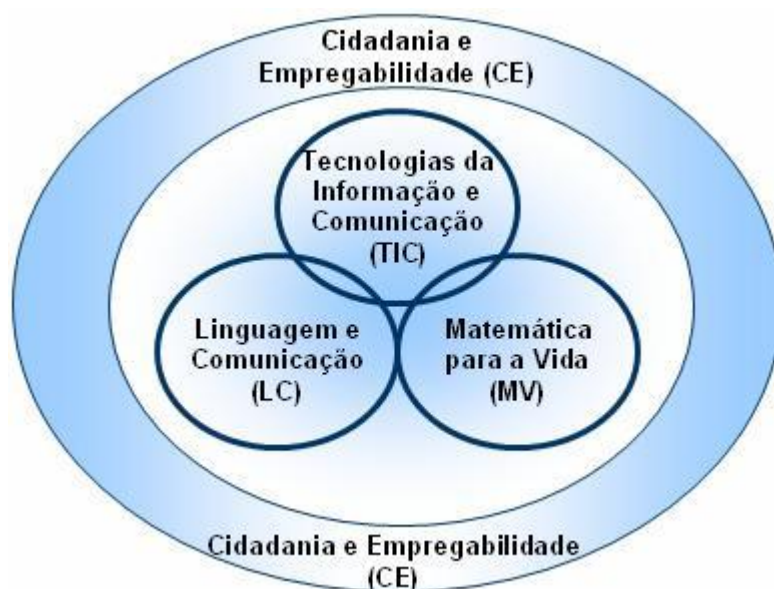 Cidadania e
Empregabilidade (CE)
Tecnologias da
Informação e
Comunicação
(TIC)
Linguagem e
Comunicação
(LC)
Matemática
para a Vida
(MV)
Cidadania e Empregabilidade
(CE)